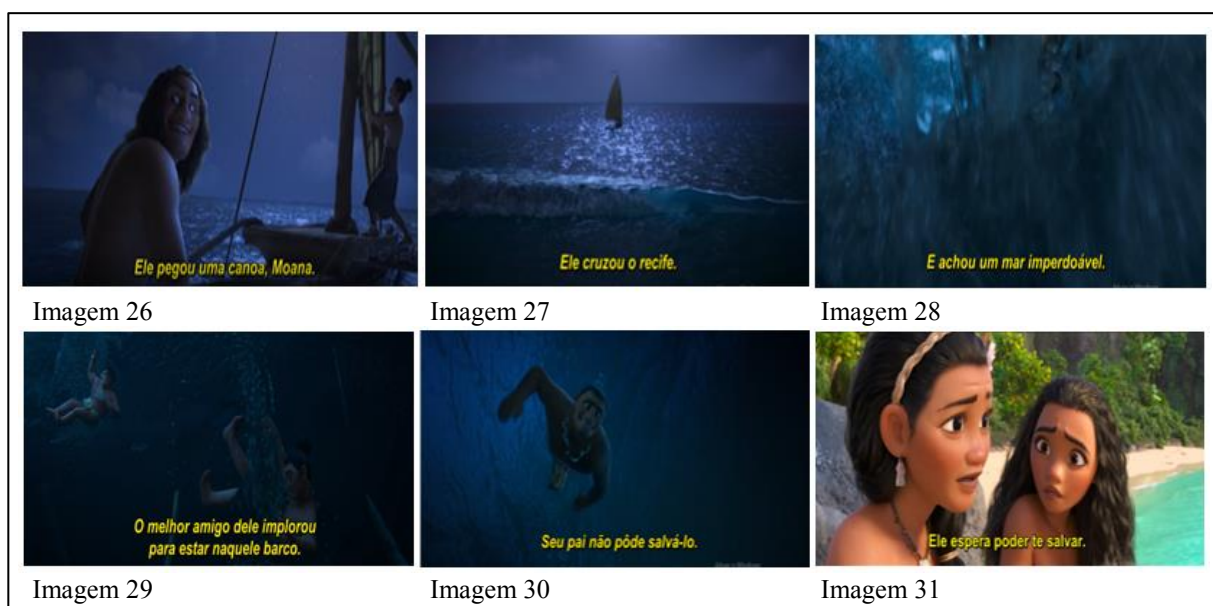 Ele pegou uma canoa, Moana.
Ele cruzou o recife.
E achou um mar imperdoável.
Imagem 26
Imagem 27
Imagem 28
O melhor amigo dele implorou
para estar naquele barco.
Seu pai não pôde salvá-lo.
Ele espera poder te salvar.
Imagem 29
Imagem 30
Imagem 31